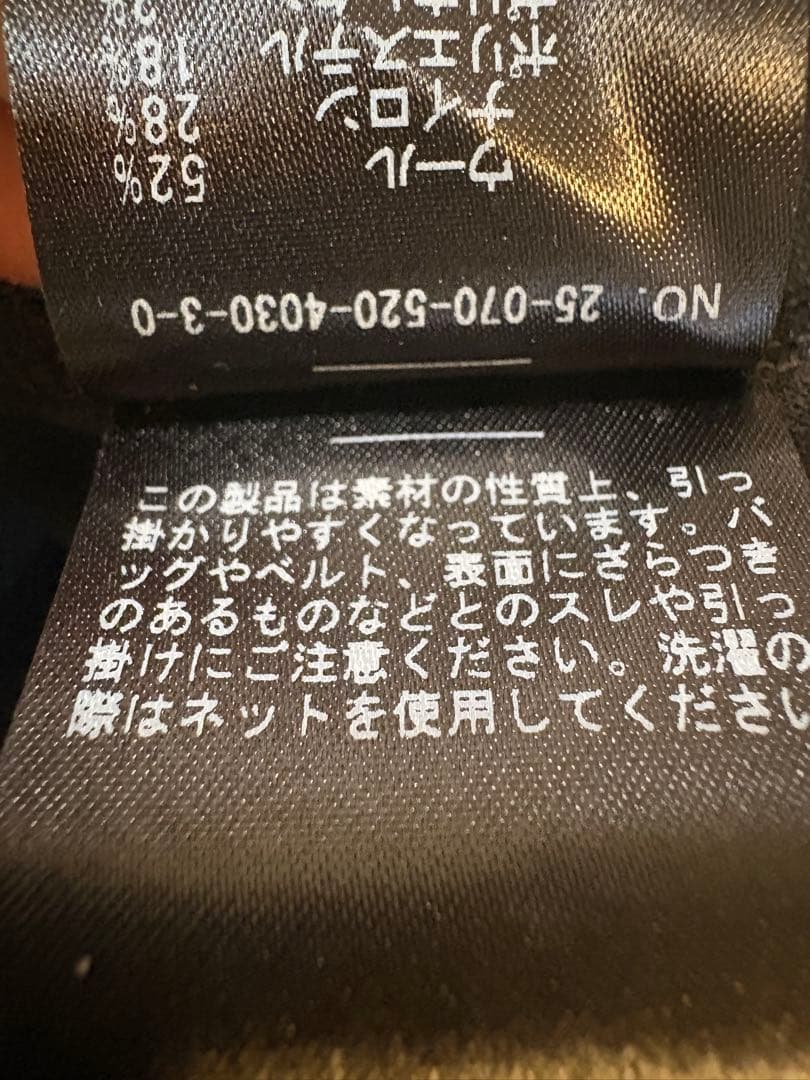 NO. 25-070-520-4030-3-0
ウール 52%
ナイロン 28%
ポリエステル 18%
この製品は素材の性質上、引っ
掛かりやすくなっています。バ
ッグやベルト、表面にざらつき
のあるものなどとのスレや引っ
掛けにご注意ください。洗濯の
際はネットを使用してください